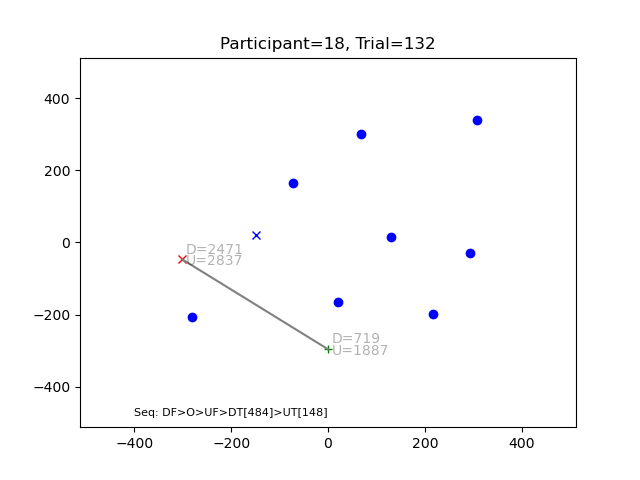 Participant=18, Trial=132
400
200
0
−200
−400
D=2471
U=2837
D=719
U=1887
Seq: DF>O>UF>DT[484]>UT[148]
−400
−200
0
200
400